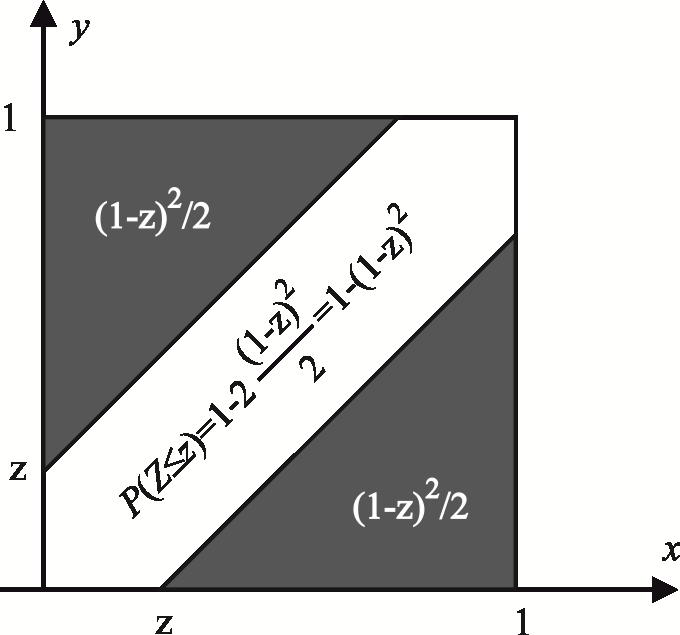 y
1
(1-z)²/2
P(Z≤z)=1-2 (1-z)²/2 =1-(1-z)²
z
(1-z)²/2
x
z
1